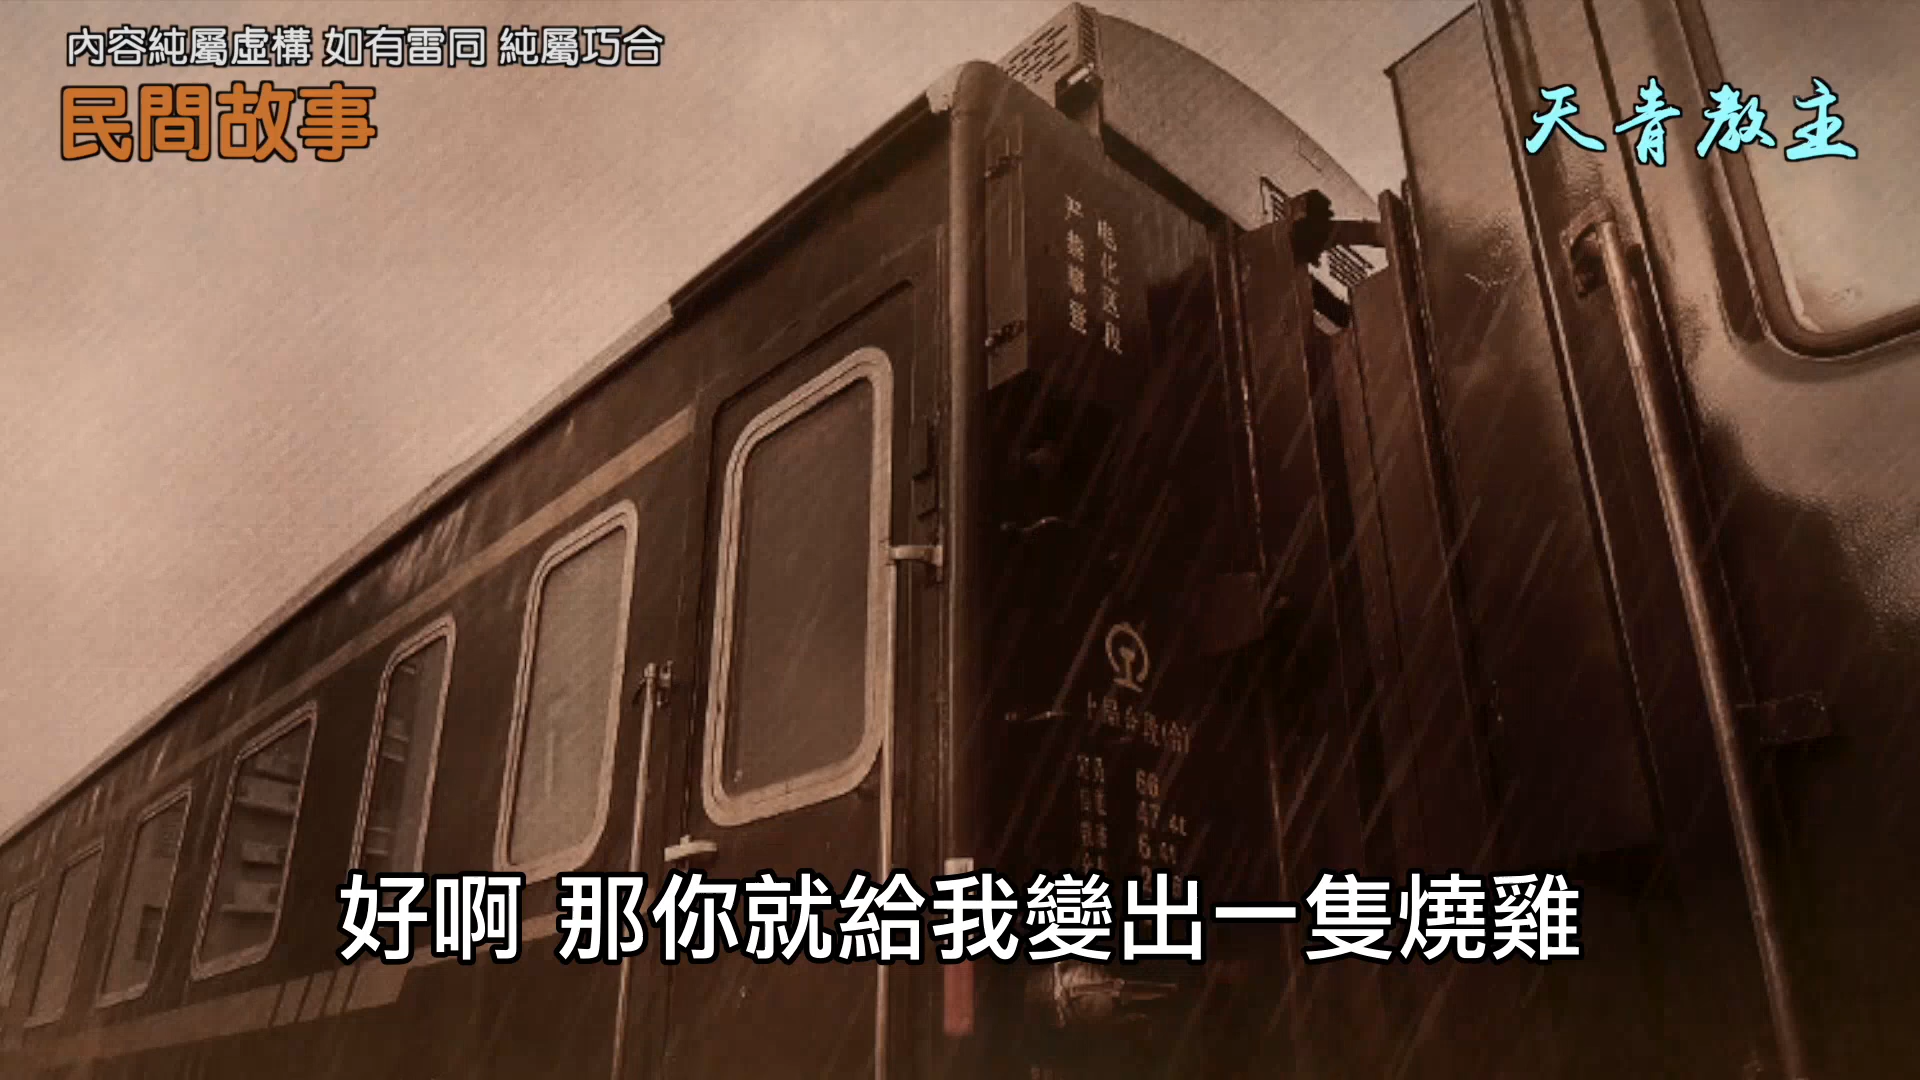 內容純屬虛構 如有雷同 純屬巧合
民間故事
天青教主
电化区段
严禁攀登
好啊 那你就給我變出一隻燒雞